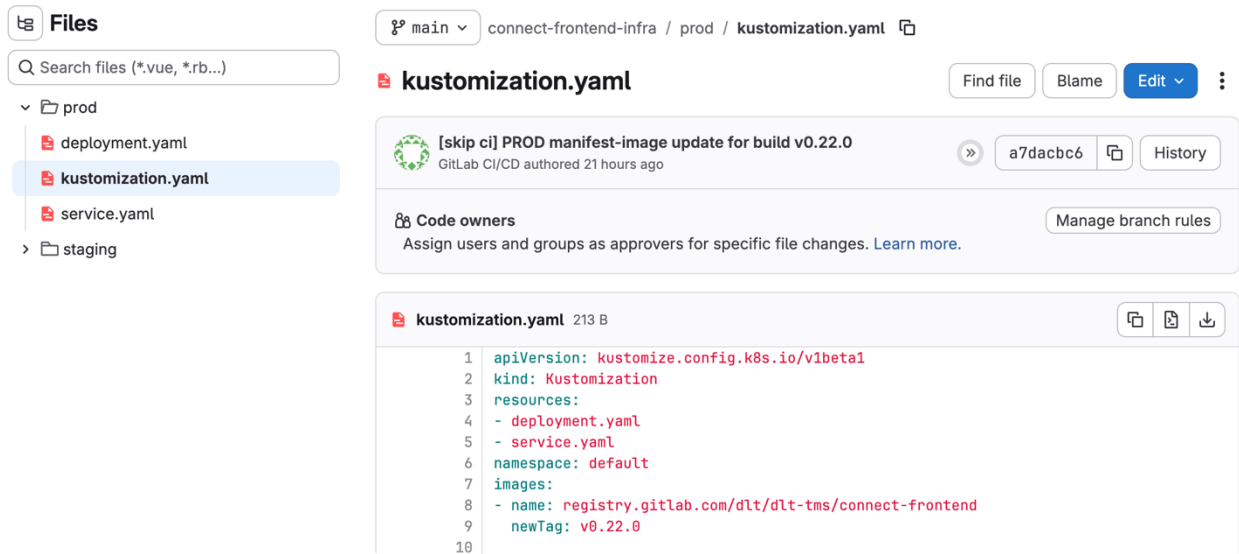 Files
Search files (*.vue, *.rb...)
prod
deployment.yaml
kustomization.yaml
service.yaml
staging
main
connect-frontend-infra / prod / kustomization.yaml
kustomization.yaml
Find file
Blame
Edit
[skip ci] PROD manifest-image update for build v0.22.0
GitLab CI/CD authored 21 hours ago
a7dacbc6
History
Code owners
Assign users and groups as approvers for specific file changes. Learn more.
Manage branch rules
kustomization.yaml 213 B
1 apiVersion: kustomize.config.k8s.io/v1beta1
2 kind: Kustomization
3 resources:
4 - deployment.yaml
5 - service.yaml
6 namespace: default
7 images:
8 - name: registry.gitlab.com/dlt/dlt-tms/connect-frontend
9   newTag: v0.22.0
10